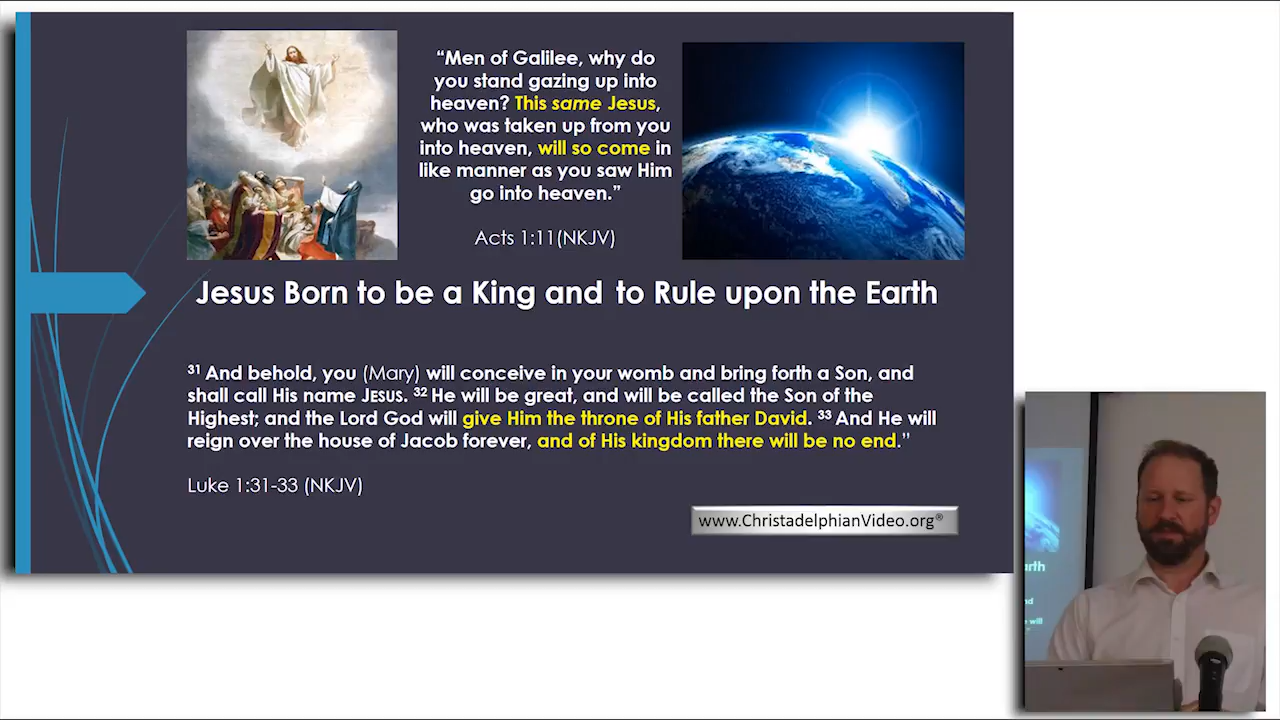 “Men of Galilee, why do
you stand gazing up into
heaven? This same Jesus,
who was taken up from you
into heaven, will so come in
like manner as you saw Him
go into heaven.”
Acts 1:11(NKJV)
Jesus Born to be a King and to Rule upon the Earth
31 And behold, you (Mary) will conceive in your womb and bring forth a Son, and
shall call His name JESUS. 32 He will be great, and will be called the Son of the
Highest; and the Lord God will give Him the throne of His father David. 33 And He will
reign over the house of Jacob forever, and of His kingdom there will be no end.”
Luke 1:31-33 (NKJV)
www.ChristadelphianVideo.org®
arth
nd
will